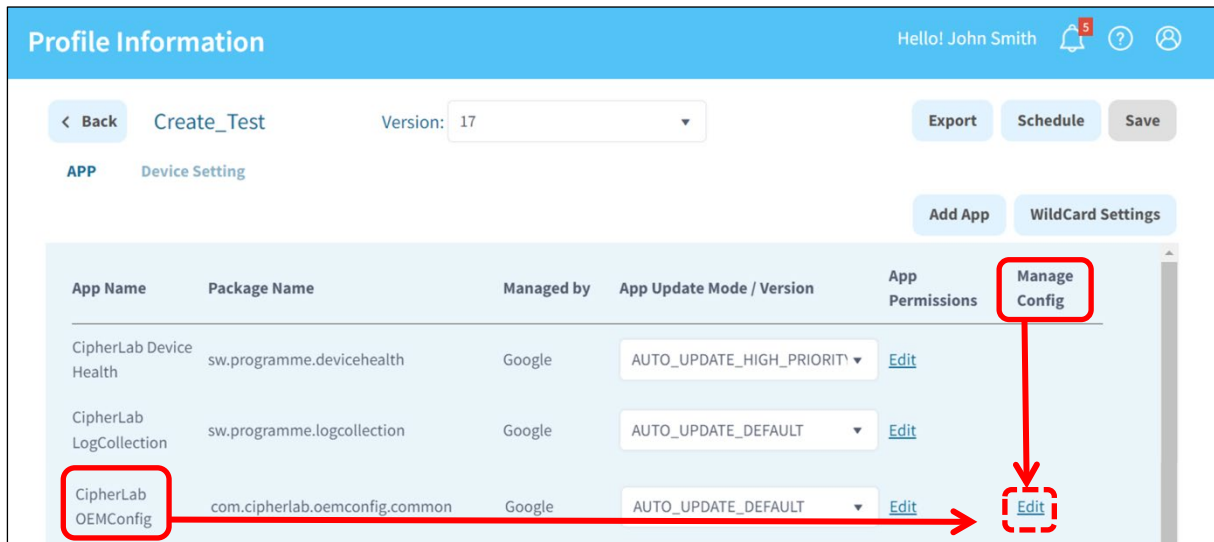 Profile Information
Hello! John Smith
5
?
< Back
Create_Test
Version:
17
Export
Schedule
Save
APP
Device Setting
Add App
WildCard Settings
App Name
Package Name
Managed by
App Update Mode / Version
App
Permissions
Manage
Config
CipherLab Device
Health
sw.programme.devicehealth
Google
AUTO_UPDATE_HIGH_PRIORIT
Edit
CipherLab
LogCollection
sw.programme.logcollection
Google
AUTO_UPDATE_DEFAULT
Edit
CipherLab
OEMConfig
com.cipherlab.oemconfig.common
Google
AUTO_UPDATE_DEFAULT
Edit
Edit